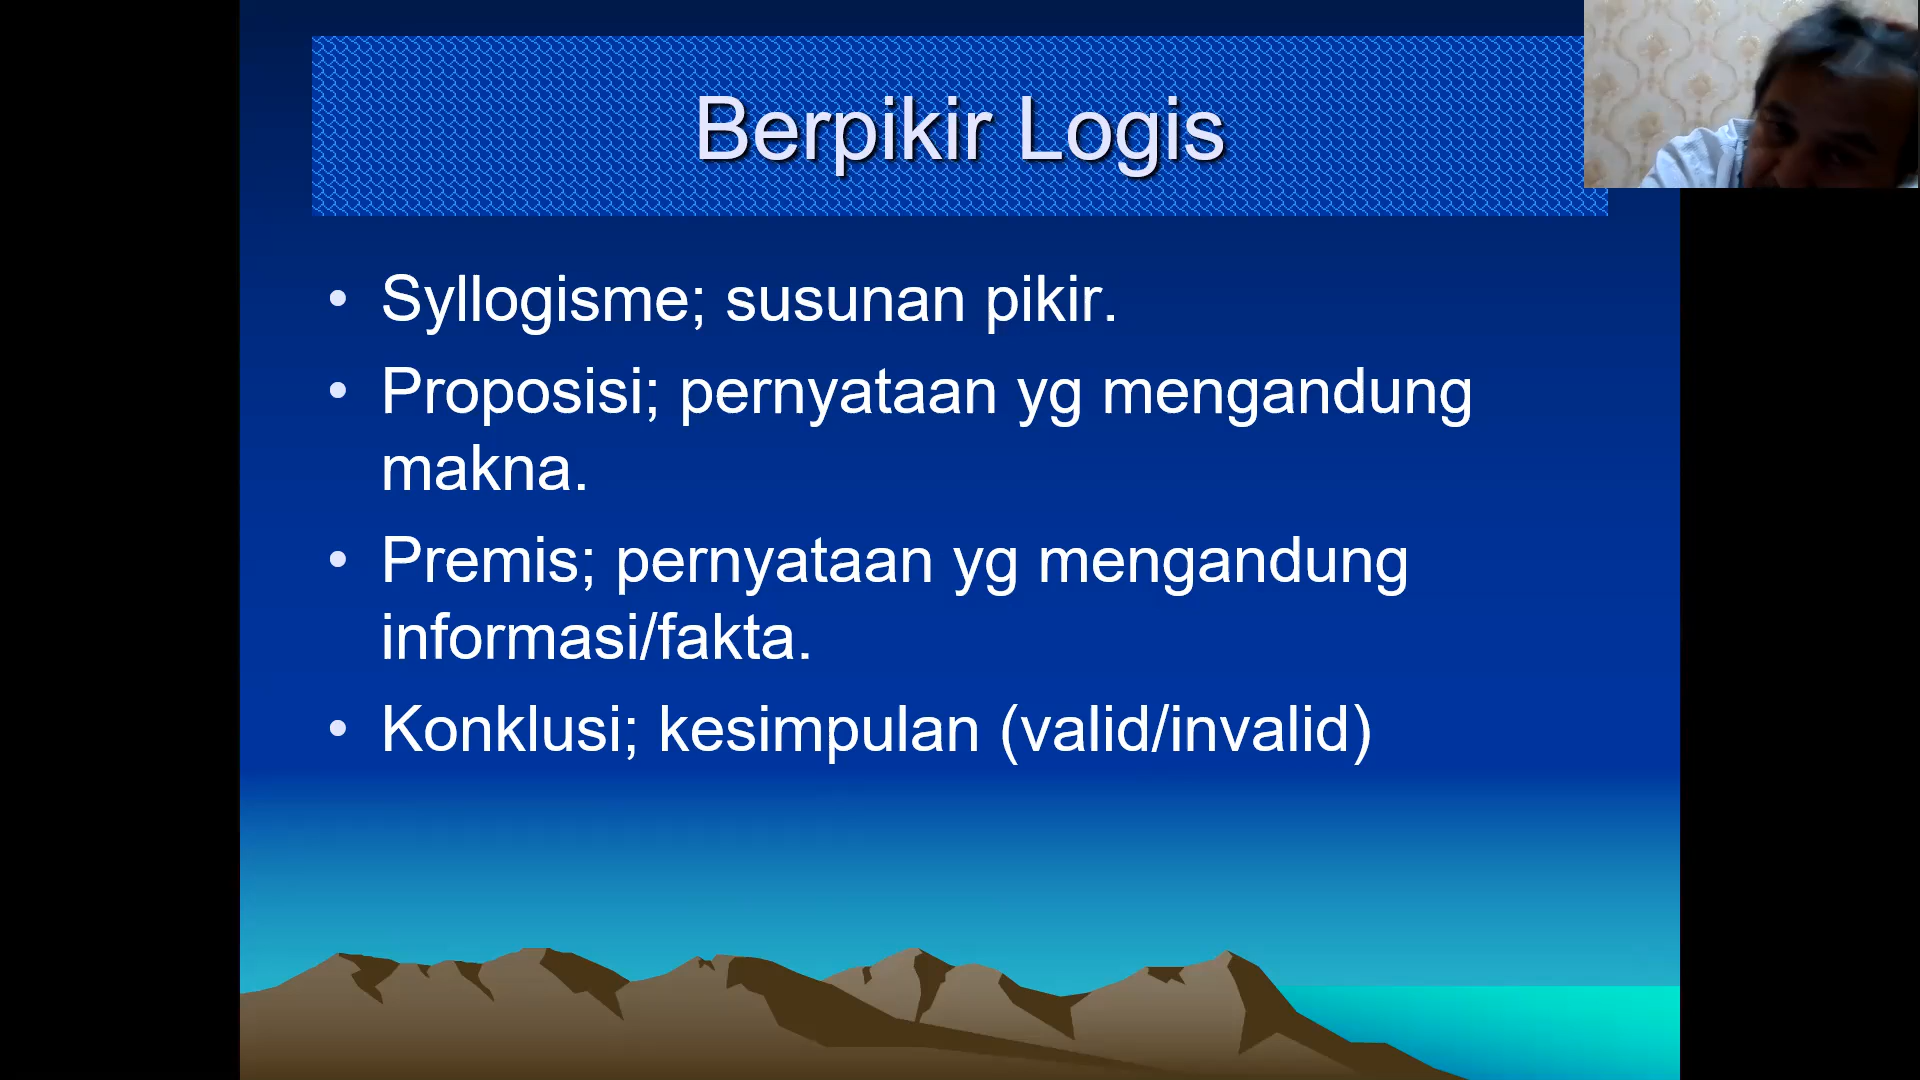 Berpikir Logis
• Syllogisme; susunan pikir.
• Proposisi; pernyataan yg mengandung
makna.
• Premis; pernyataan yg mengandung
informasi/fakta.
• Konklusi; kesimpulan (valid/invalid)